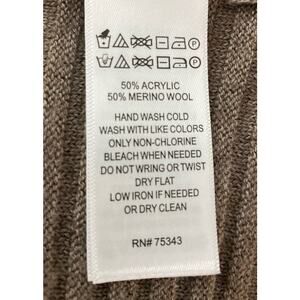 50% ACRYLIC
50% MERINO WOOL
HAND WASH COLD
WASH WITH LIKE COLORS
ONLY NON-CHLORINE
BLEACH WHEN NEEDED
DO NOT WRING OR TWIST
DRY FLAT
LOW IRON IF NEEDED
OR DRY CLEAN
RN# 75343